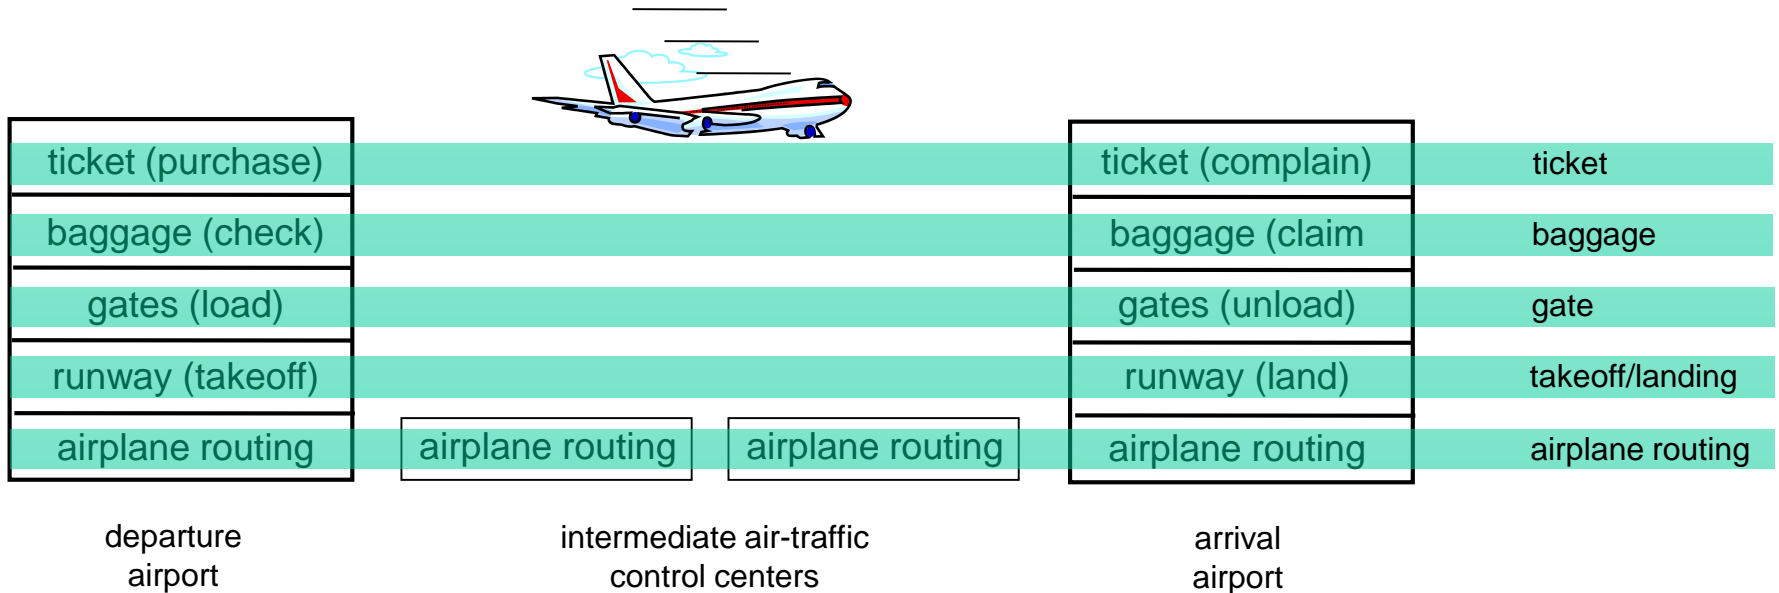 ticket (purchase)
ticket (complain)
ticket
baggage (check)
baggage (claim
baggage
gates (load)
gates (unload)
gate
runway (takeoff)
runway (land)
takeoff/landing
airplane routing
airplane routing
airplane routing
airplane routing
airplane routing
departure
airport
intermediate air-traffic
control centers
arrival
airport